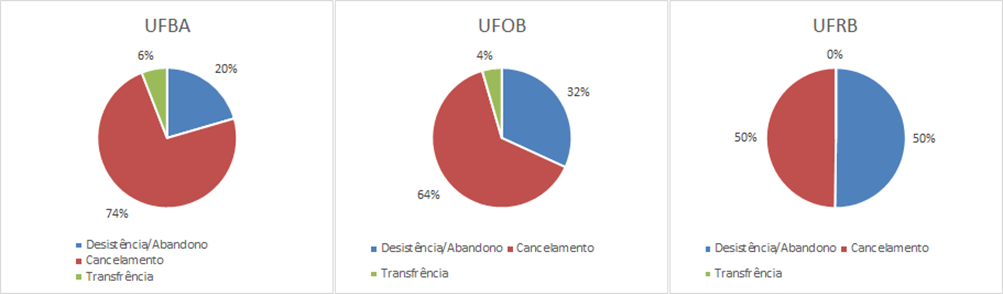 UFBA
6%
20%
74%
Desistência/Abandono
Cancelamento
Transfrência
UFOB
4%
32%
64%
Desistência/Abandono Cancelamento
Transfrência
UFRB
0%
50% 50%
Desistência/Abandono Cancelamento
Transfrência